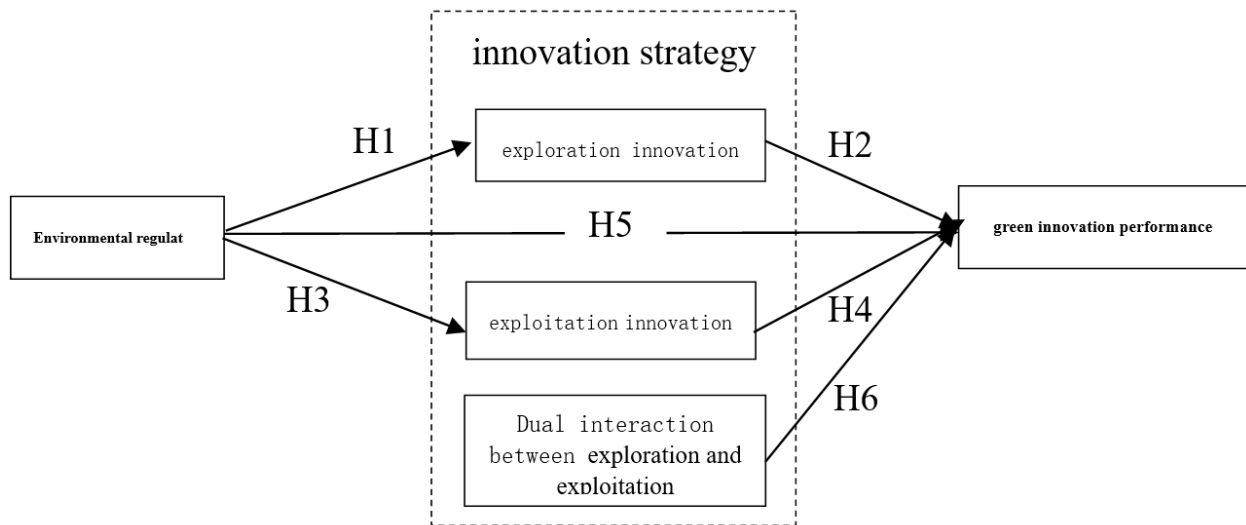 innovation strategy
H1
exploration innovation
H2
Environmental regulat
H5
green innovation performance
H3
exploitation innovation
H4
H6
Dual interaction
between exploration and
exploitation